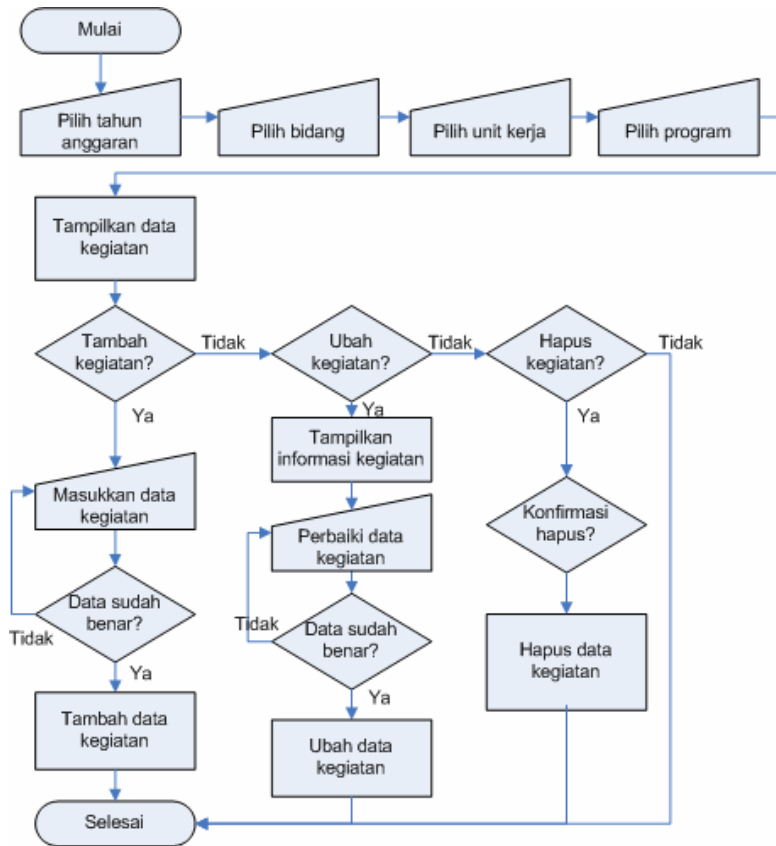 Mulai
Pilih tahun
anggaran
Pilih bidang
Pilih unit kerja
Pilih program
Tampilkan data
kegiatan
Tambah
kegiatan?
Tidak
Ubah
kegiatan?
Tidak
Hapus
kegiatan?
Tidak
Ya
Ya
Ya
Tampilkan
informasi kegiatan
Masukkan data
kegiatan
Perbaiki data
kegiatan
Konfirmasi
hapus?
Data sudah
benar?
Tidak
Data sudah
benar?
Tidak
Hapus data
kegiatan
Ya
Ya
Tambah data
kegiatan
Ubah data
kegiatan
Selesai